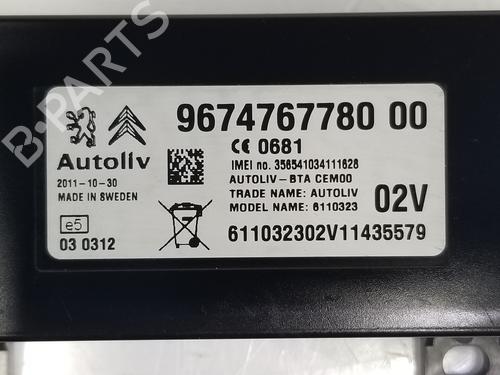 9674767780 00
CE 0681
Autoliv
IMEI no. 356541034111628
AUTOLIV-BTA CEM00
2011-10-30
MADE IN SWEDEN
TRADE NAME: AUTOLIV
MODEL NAME: 6110323
02V
e5
03 0312
611032302V11435579
B-PARTS